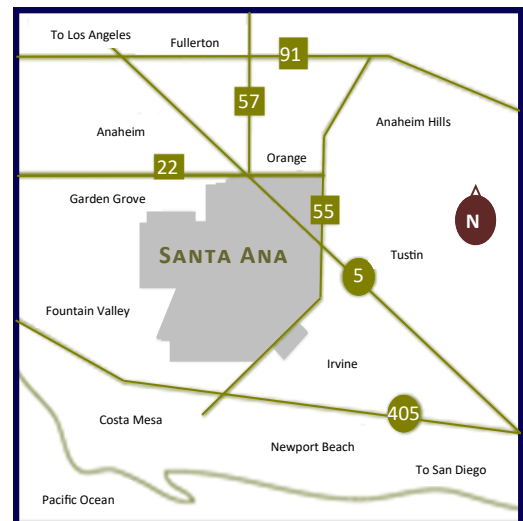 To Los Angeles
Fullerton
91
57
Anaheim
Anaheim Hills
Orange
22
Garden Grove
55
N
SANTA ANA
Tustin
5
Fountain Valley
Irvine
405
Costa Mesa
Newport Beach
To San Diego
Pacific Ocean